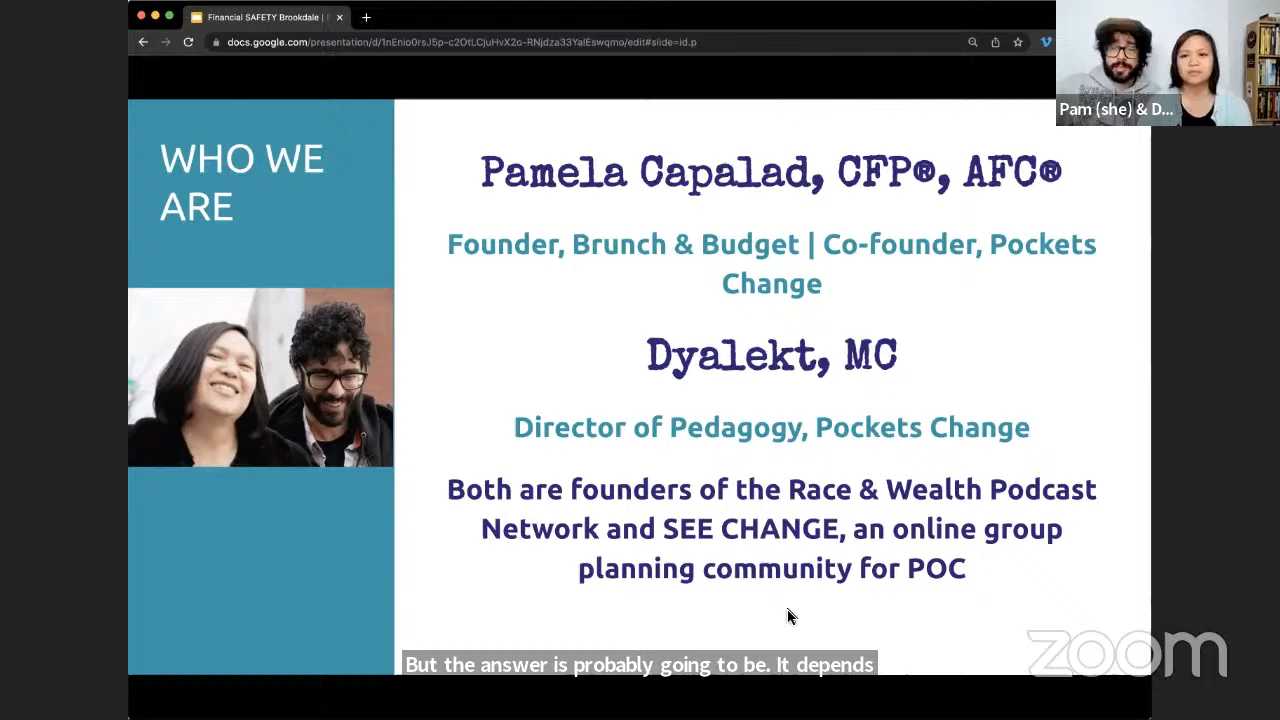 Financial SAFETY Brookdale |
docs.google.com/presentation/d/1nEnio0rsJ5p-c2OtLCjuHvX2o-RNjdza33YalEswqmo/edit#slide=id.p
Pam (she) & D...
WHO WE
ARE
Pamela Capalad, CFP®, AFC®
Founder, Brunch & Budget | Co-founder, Pockets
Change
Dyalekt, MC
Director of Pedagogy, Pockets Change
Both are founders of the Race & Wealth Podcast
Network and SEE CHANGE, an online group
planning community for POC
But the answer is probably going to be. It depends
zoom